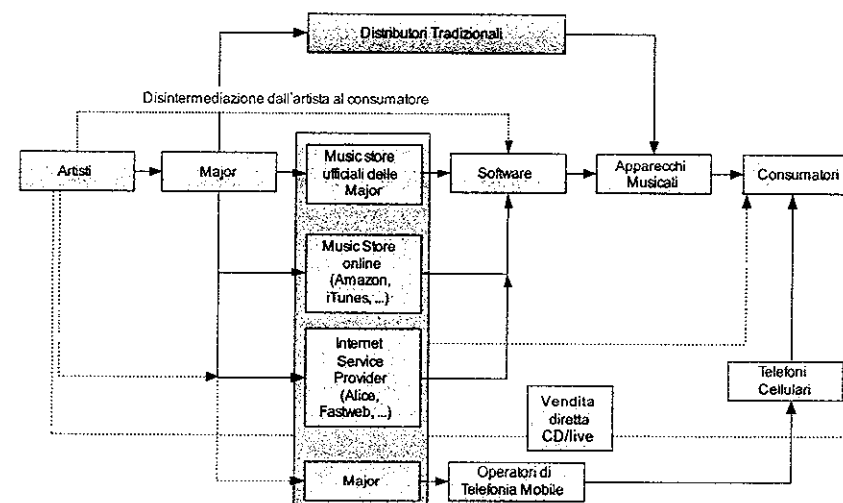 Distributori Tradizionali
Disintermediazione dall'artista al consumatore
Artisti
Major
Music store
ufficiali delle
Major
Software
Apparecchi
Musicati
Consumatori
Music Store
online
(Amazon,
iTunes, ...)
Internet
Service
Provider
(Alice,
Fastweb, ...)
Telefoni
Cellulari
Vendita
diretta
CD/live
Major
Operatori di
Telefonia Mobile